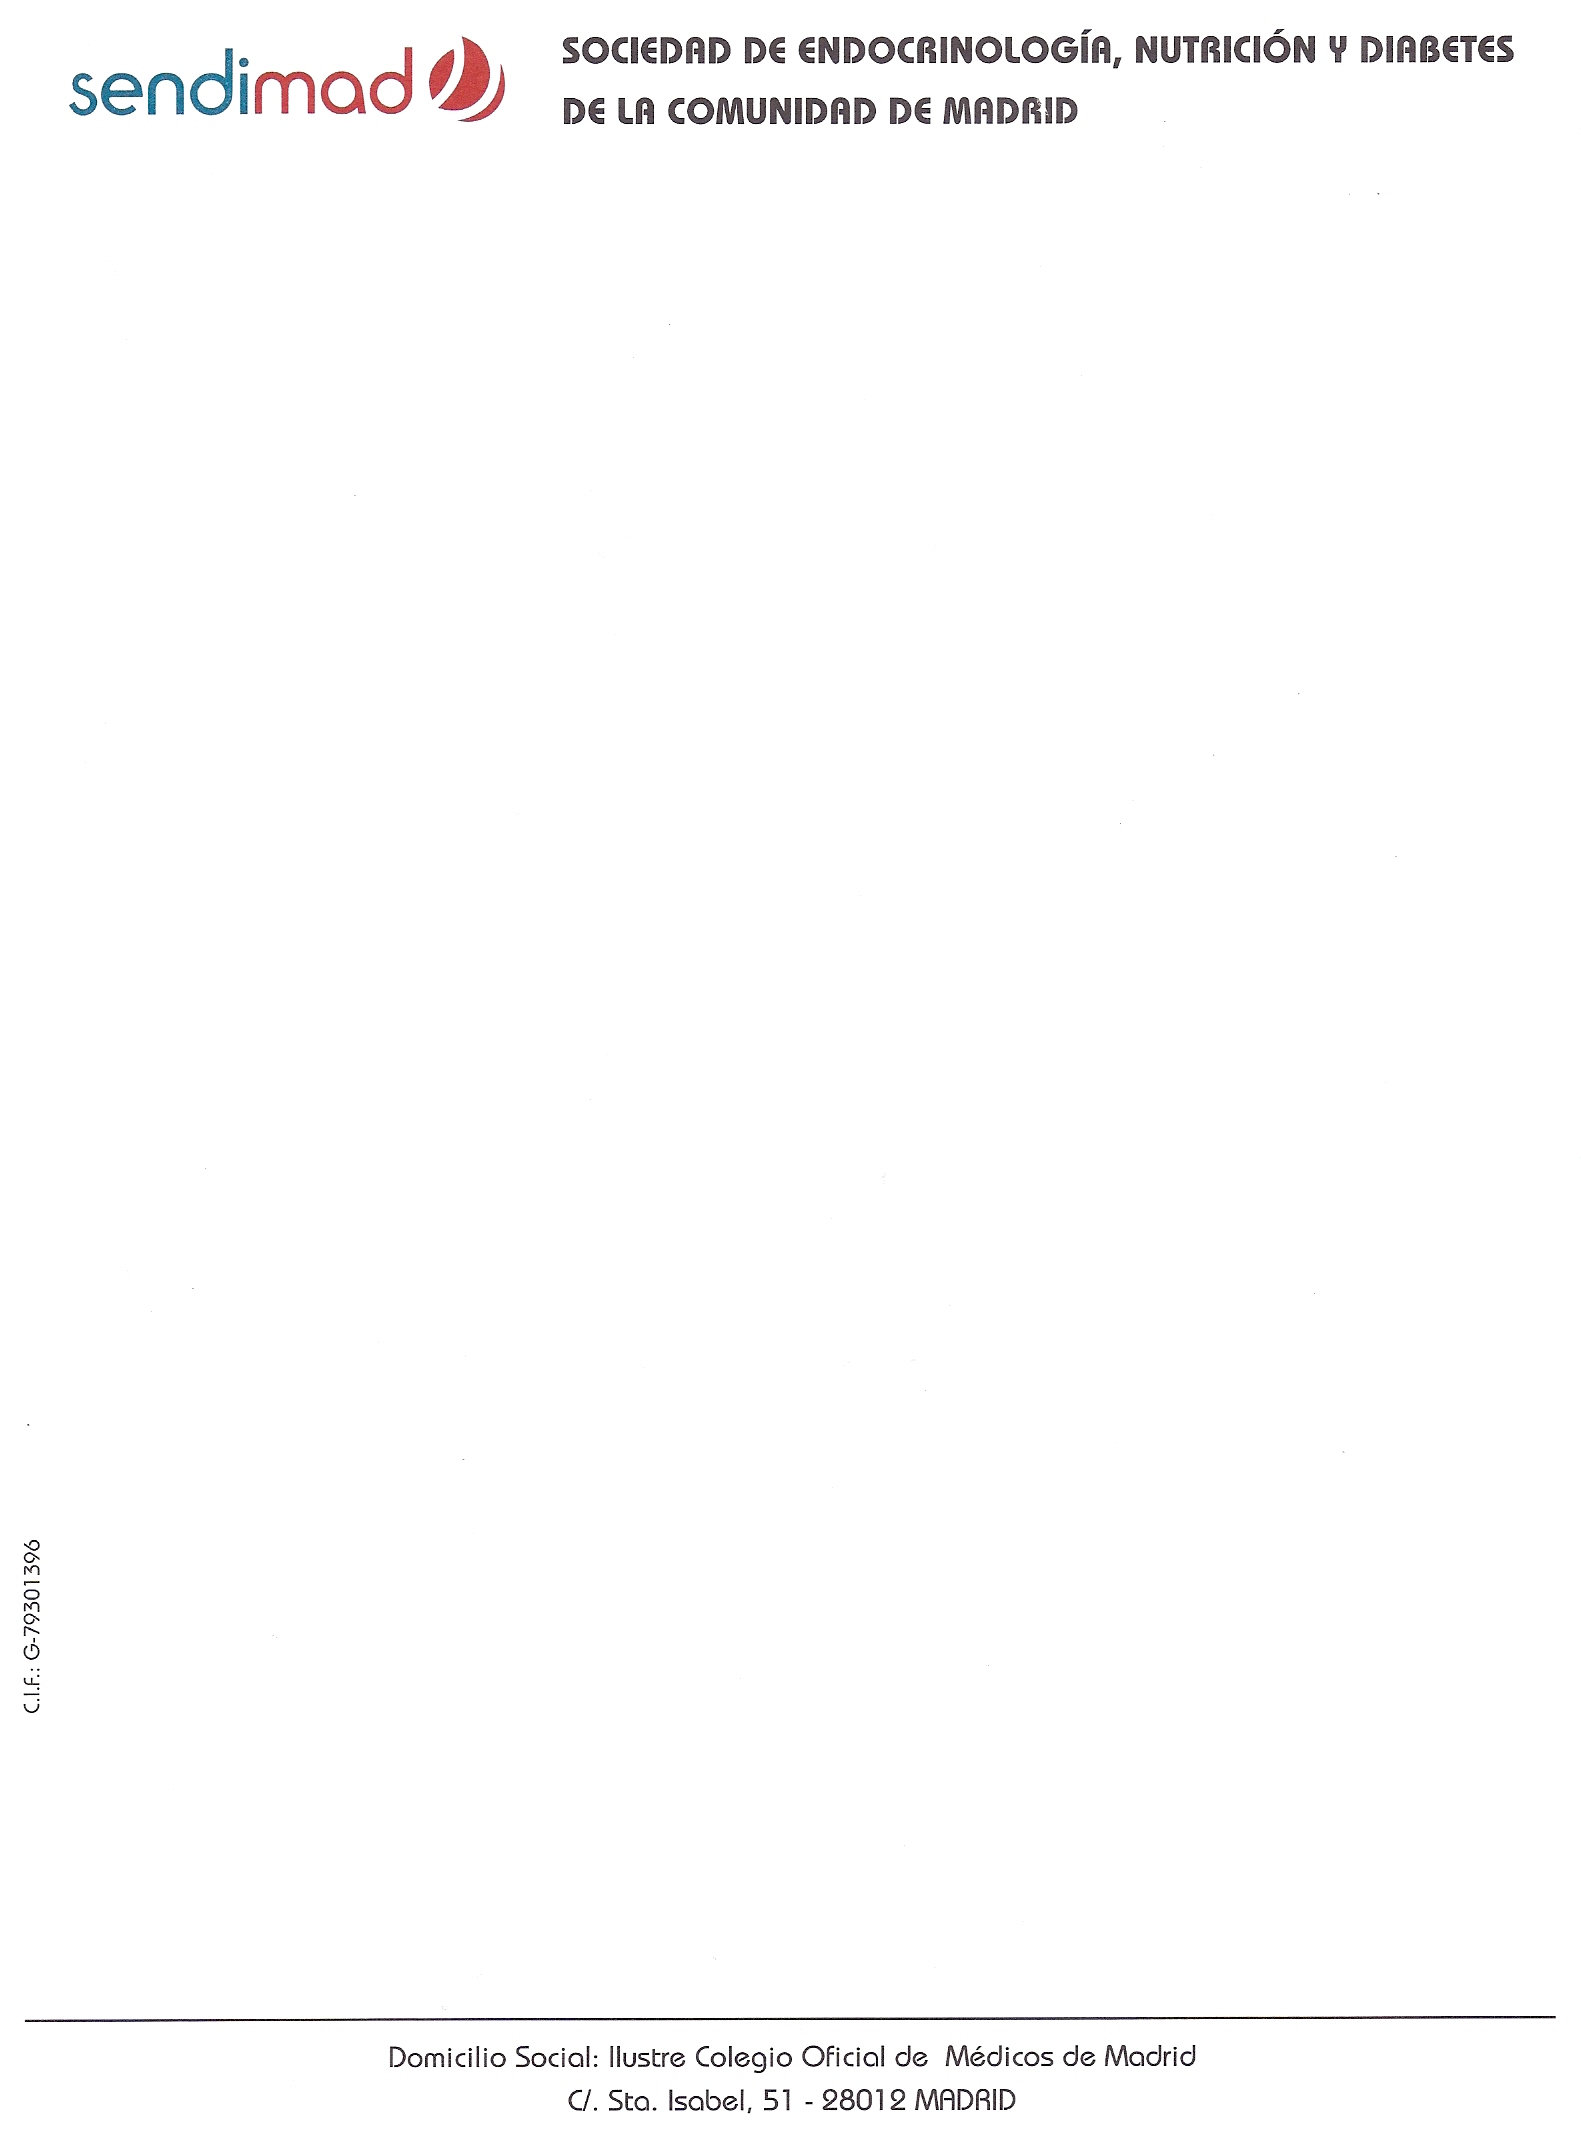 sendimad
SOCIEDAD DE ENDOCRINOLOGÍA, NUTRICIÓN Y DIABETES
DE LA COMUNIDAD DE MADRID
C.I.F.: G-79301396
Domicilio Social: Ilustre Colegio Oficial de Médicos de Madrid
C/. Sta. Isabel, 51 - 28012 MADRID